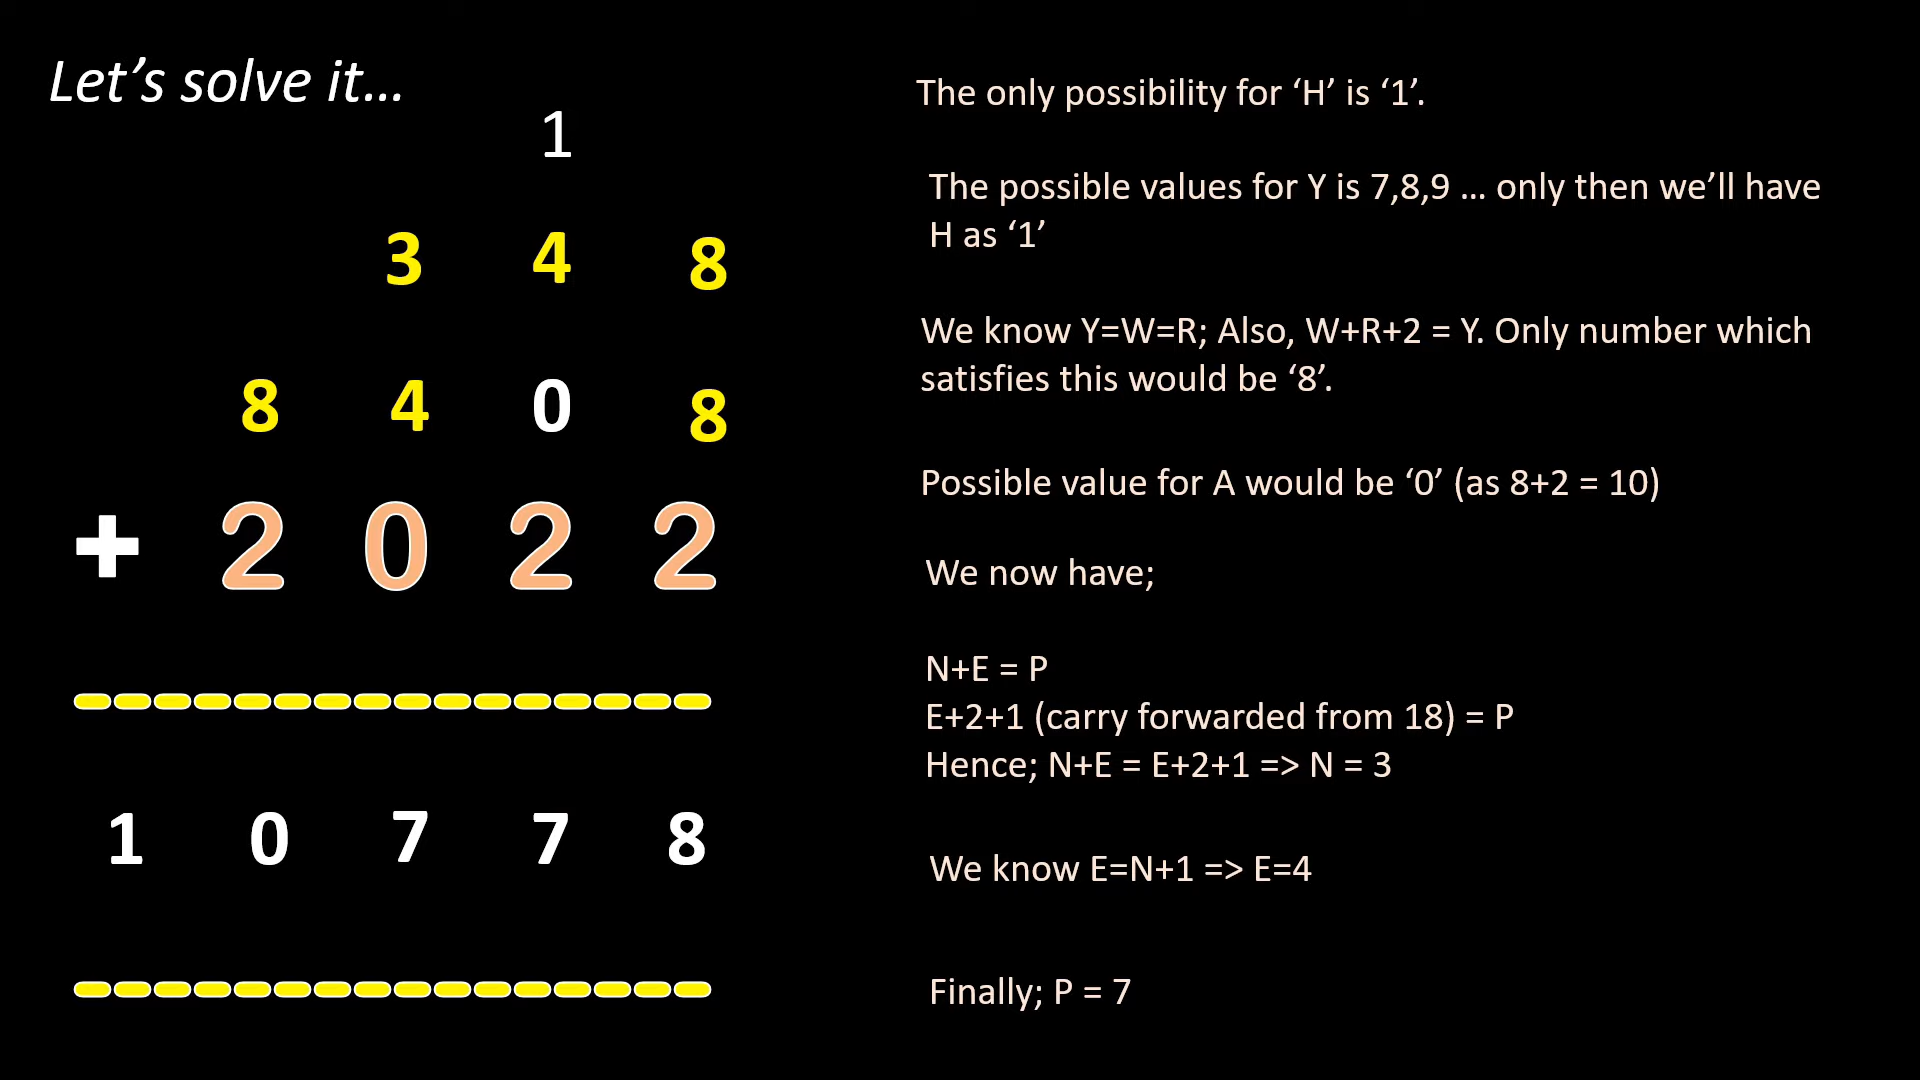 Let’s solve it...
1
3 4 8
8 4 0 8
+ 2 0 2 2
1 0 7 7 8
The only possibility for ‘H’ is ‘1’.
The possible values for Y is 7,8,9 ... only then we’ll have
H as ‘1’
We know Y=W=R; Also, W+R+2 = Y. Only number which
satisfies this would be ‘8’.
Possible value for A would be ‘0’ (as 8+2 = 10)
We now have;
N+E = P
E+2+1 (carry forwarded from 18) = P
Hence; N+E = E+2+1 => N = 3
We know E=N+1 => E=4
Finally; P = 7